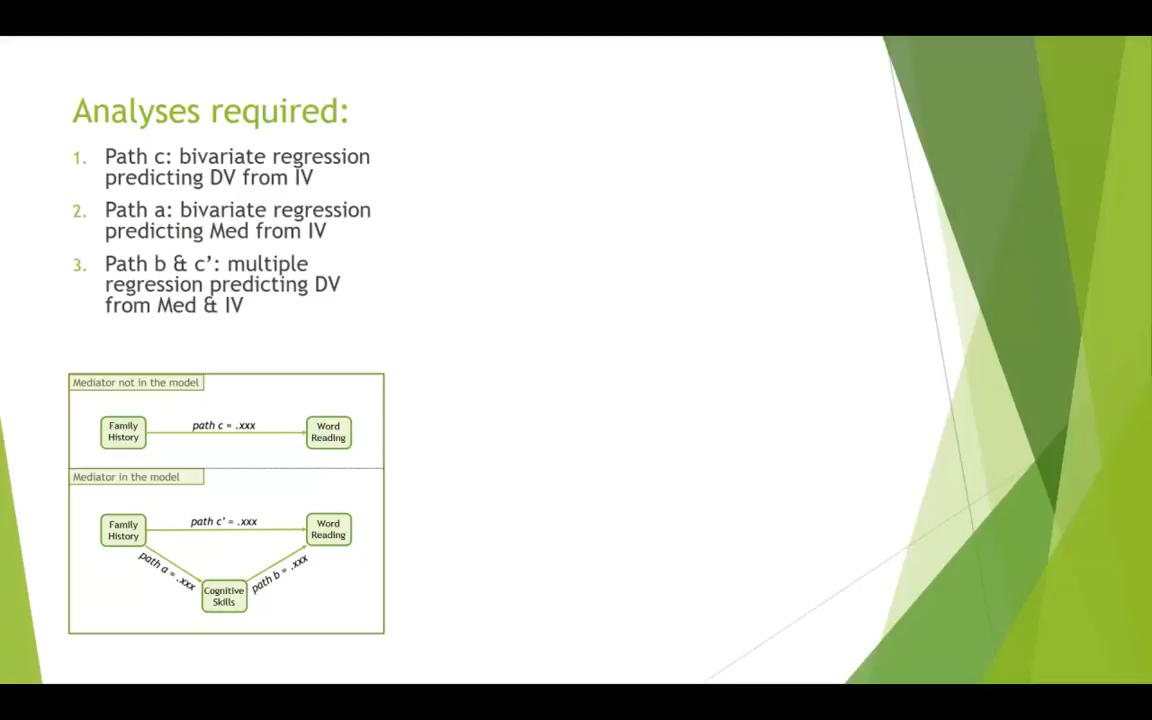 Analyses required:
1. Path c: bivariate regression
predicting DV from IV
2. Path a: bivariate regression
predicting Med from IV
3. Path b & c’: multiple
regression predicting DV
from Med & IV
Mediator not in the model
Family
History
path c = .xxx
Word
Reading
Mediator in the model
Family
History
path c’ = .xxx
Word
Reading
path a = .xxx
path b = .xxx
Cognitive
Skills